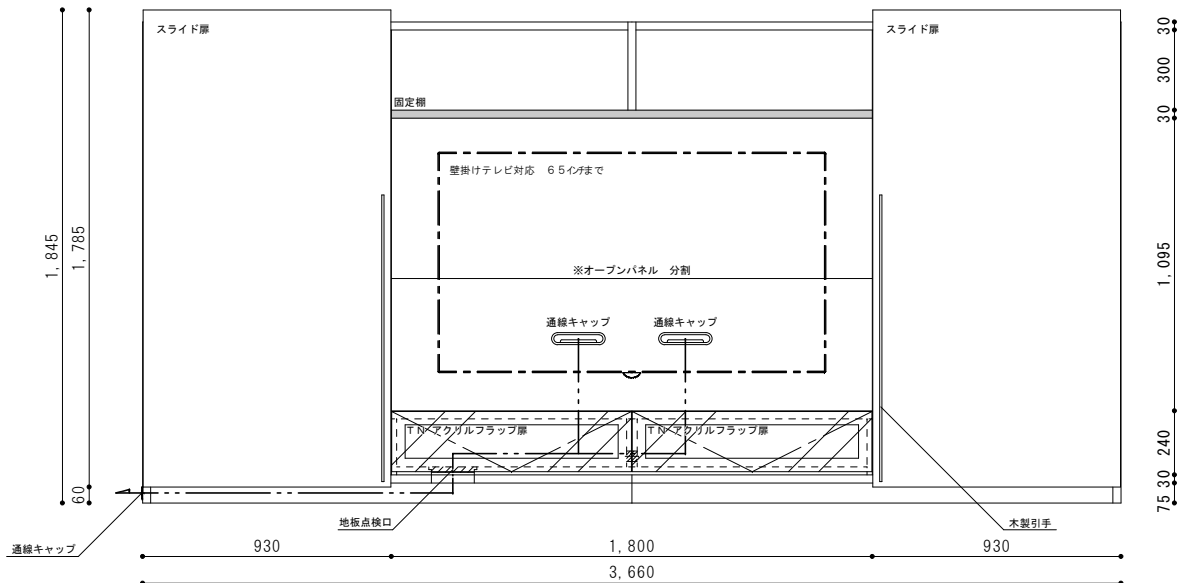 スライド扉
スライド扉
固定棚
壁掛けテレビ対応 65インチまで
※オープンパネル 分割
通線キャップ
通線キャップ
TN アクリルフラップ扉
TN アクリルフラップ扉
地板点検口
木製引手
通線キャップ
1,845
1,785
60
30
300
30
1,095
240
30
75
930
1,800
930
3,660